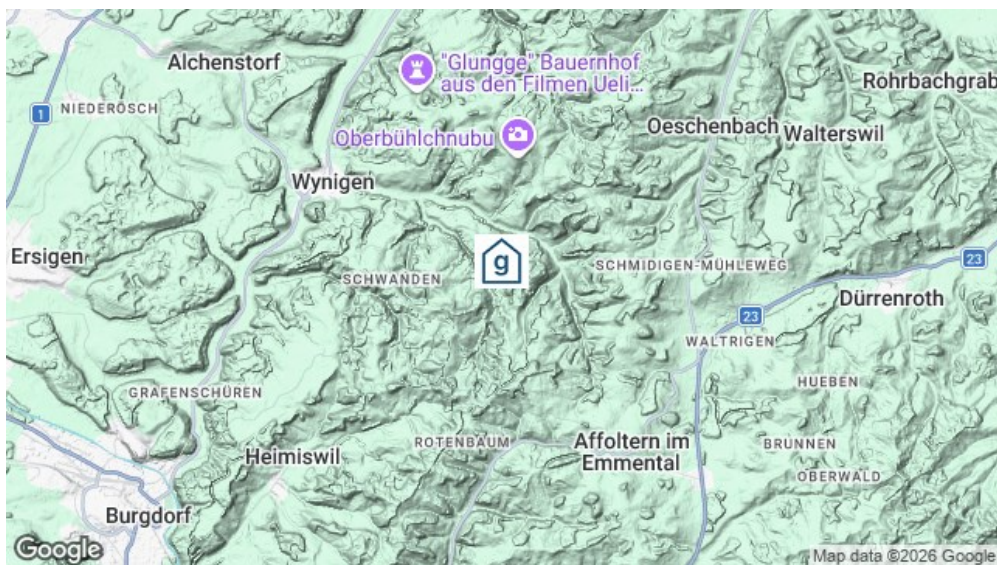 Alchenstorf
"Glungge" Bauernhof
aus den Filmen Ueli...
Rohrbachgrab
NIEDERÖSCH
1
Oberbühlchnubu
Oeschenbach
Walterswil
Wynigen
Ersigen
g
SCHWANDEN
SCHMIDIGEN-MÜHLEWEG
23
Dürrenroth
23
WALTRIGEN
GRAFENSCHÜREN
HUEBEN
Heimiswil
ROTENBAUM
Affoltern im
Emmental
BRUNNEN
OBERWALD
Burgdorf
Google
Map data ©2026 Google